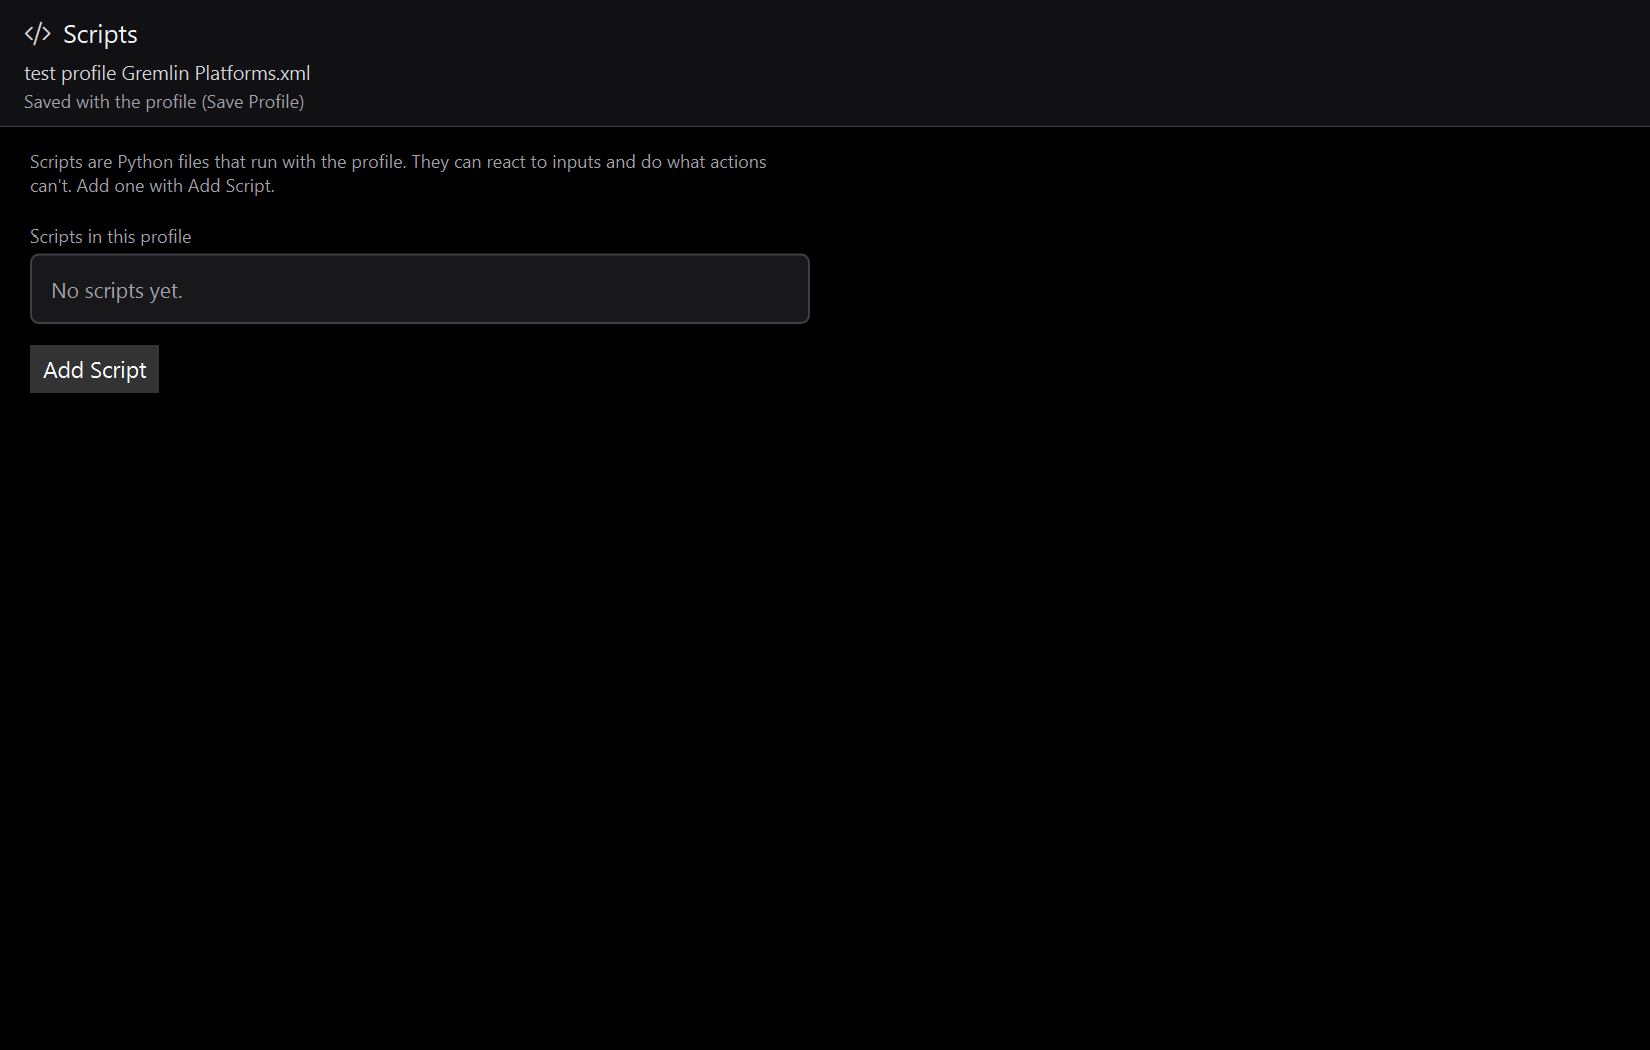 </> Scripts
test profile Gremlin Platforms.xml
Saved with the profile (Save Profile)
Scripts are Python files that run with the profile. They can react to inputs and do what actions
can't. Add one with Add Script.
Scripts in this profile
No scripts yet.
Add Script